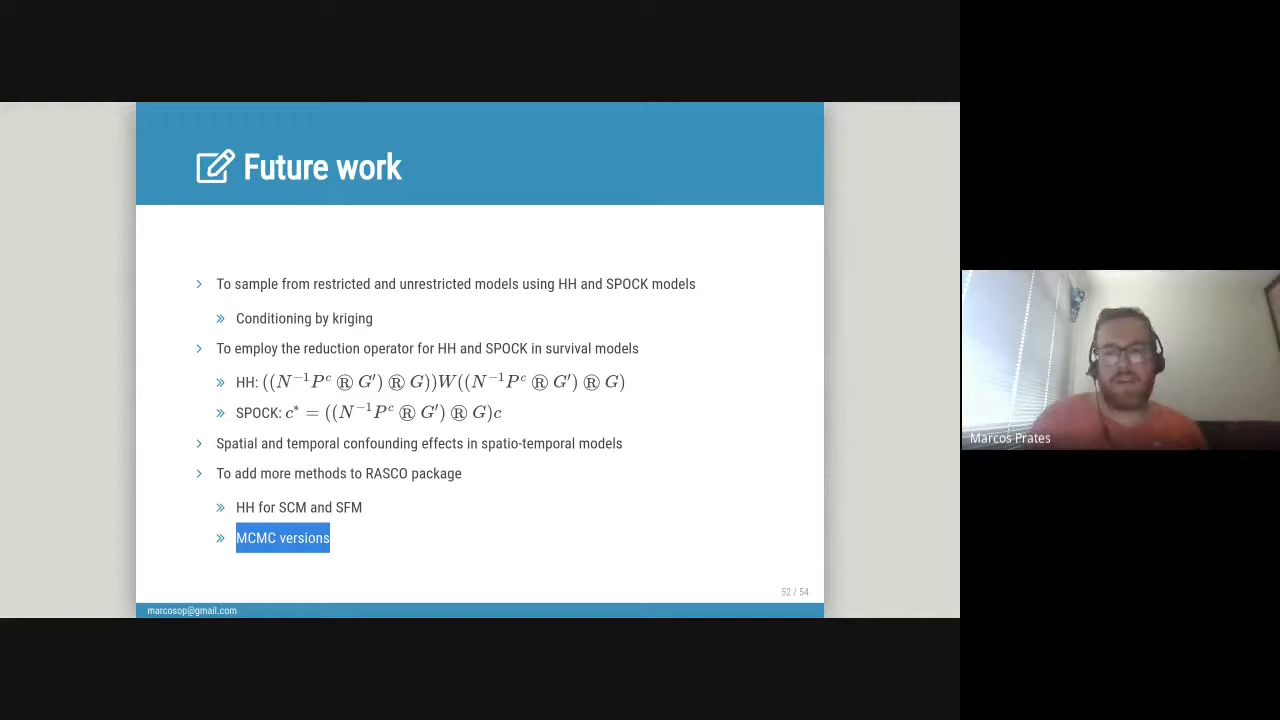 Future work
To sample from restricted and unrestricted models using HH and SPOCK models
Conditioning by kriging
To employ the reduction operator for HH and SPOCK in survival models
HH: ((N⁻¹Pᶜ Ⓡ G′) Ⓡ G))W((N⁻¹Pᶜ Ⓡ G′) Ⓡ G)
SPOCK: c* = ((N⁻¹Pᶜ Ⓡ G′) Ⓡ G)c
Spatial and temporal confounding effects in spatio-temporal models
To add more methods to RASCO package
HH for SCM and SFM
MCMC versions
52 / 54
marcosop@gmail.com
Marcos Prates